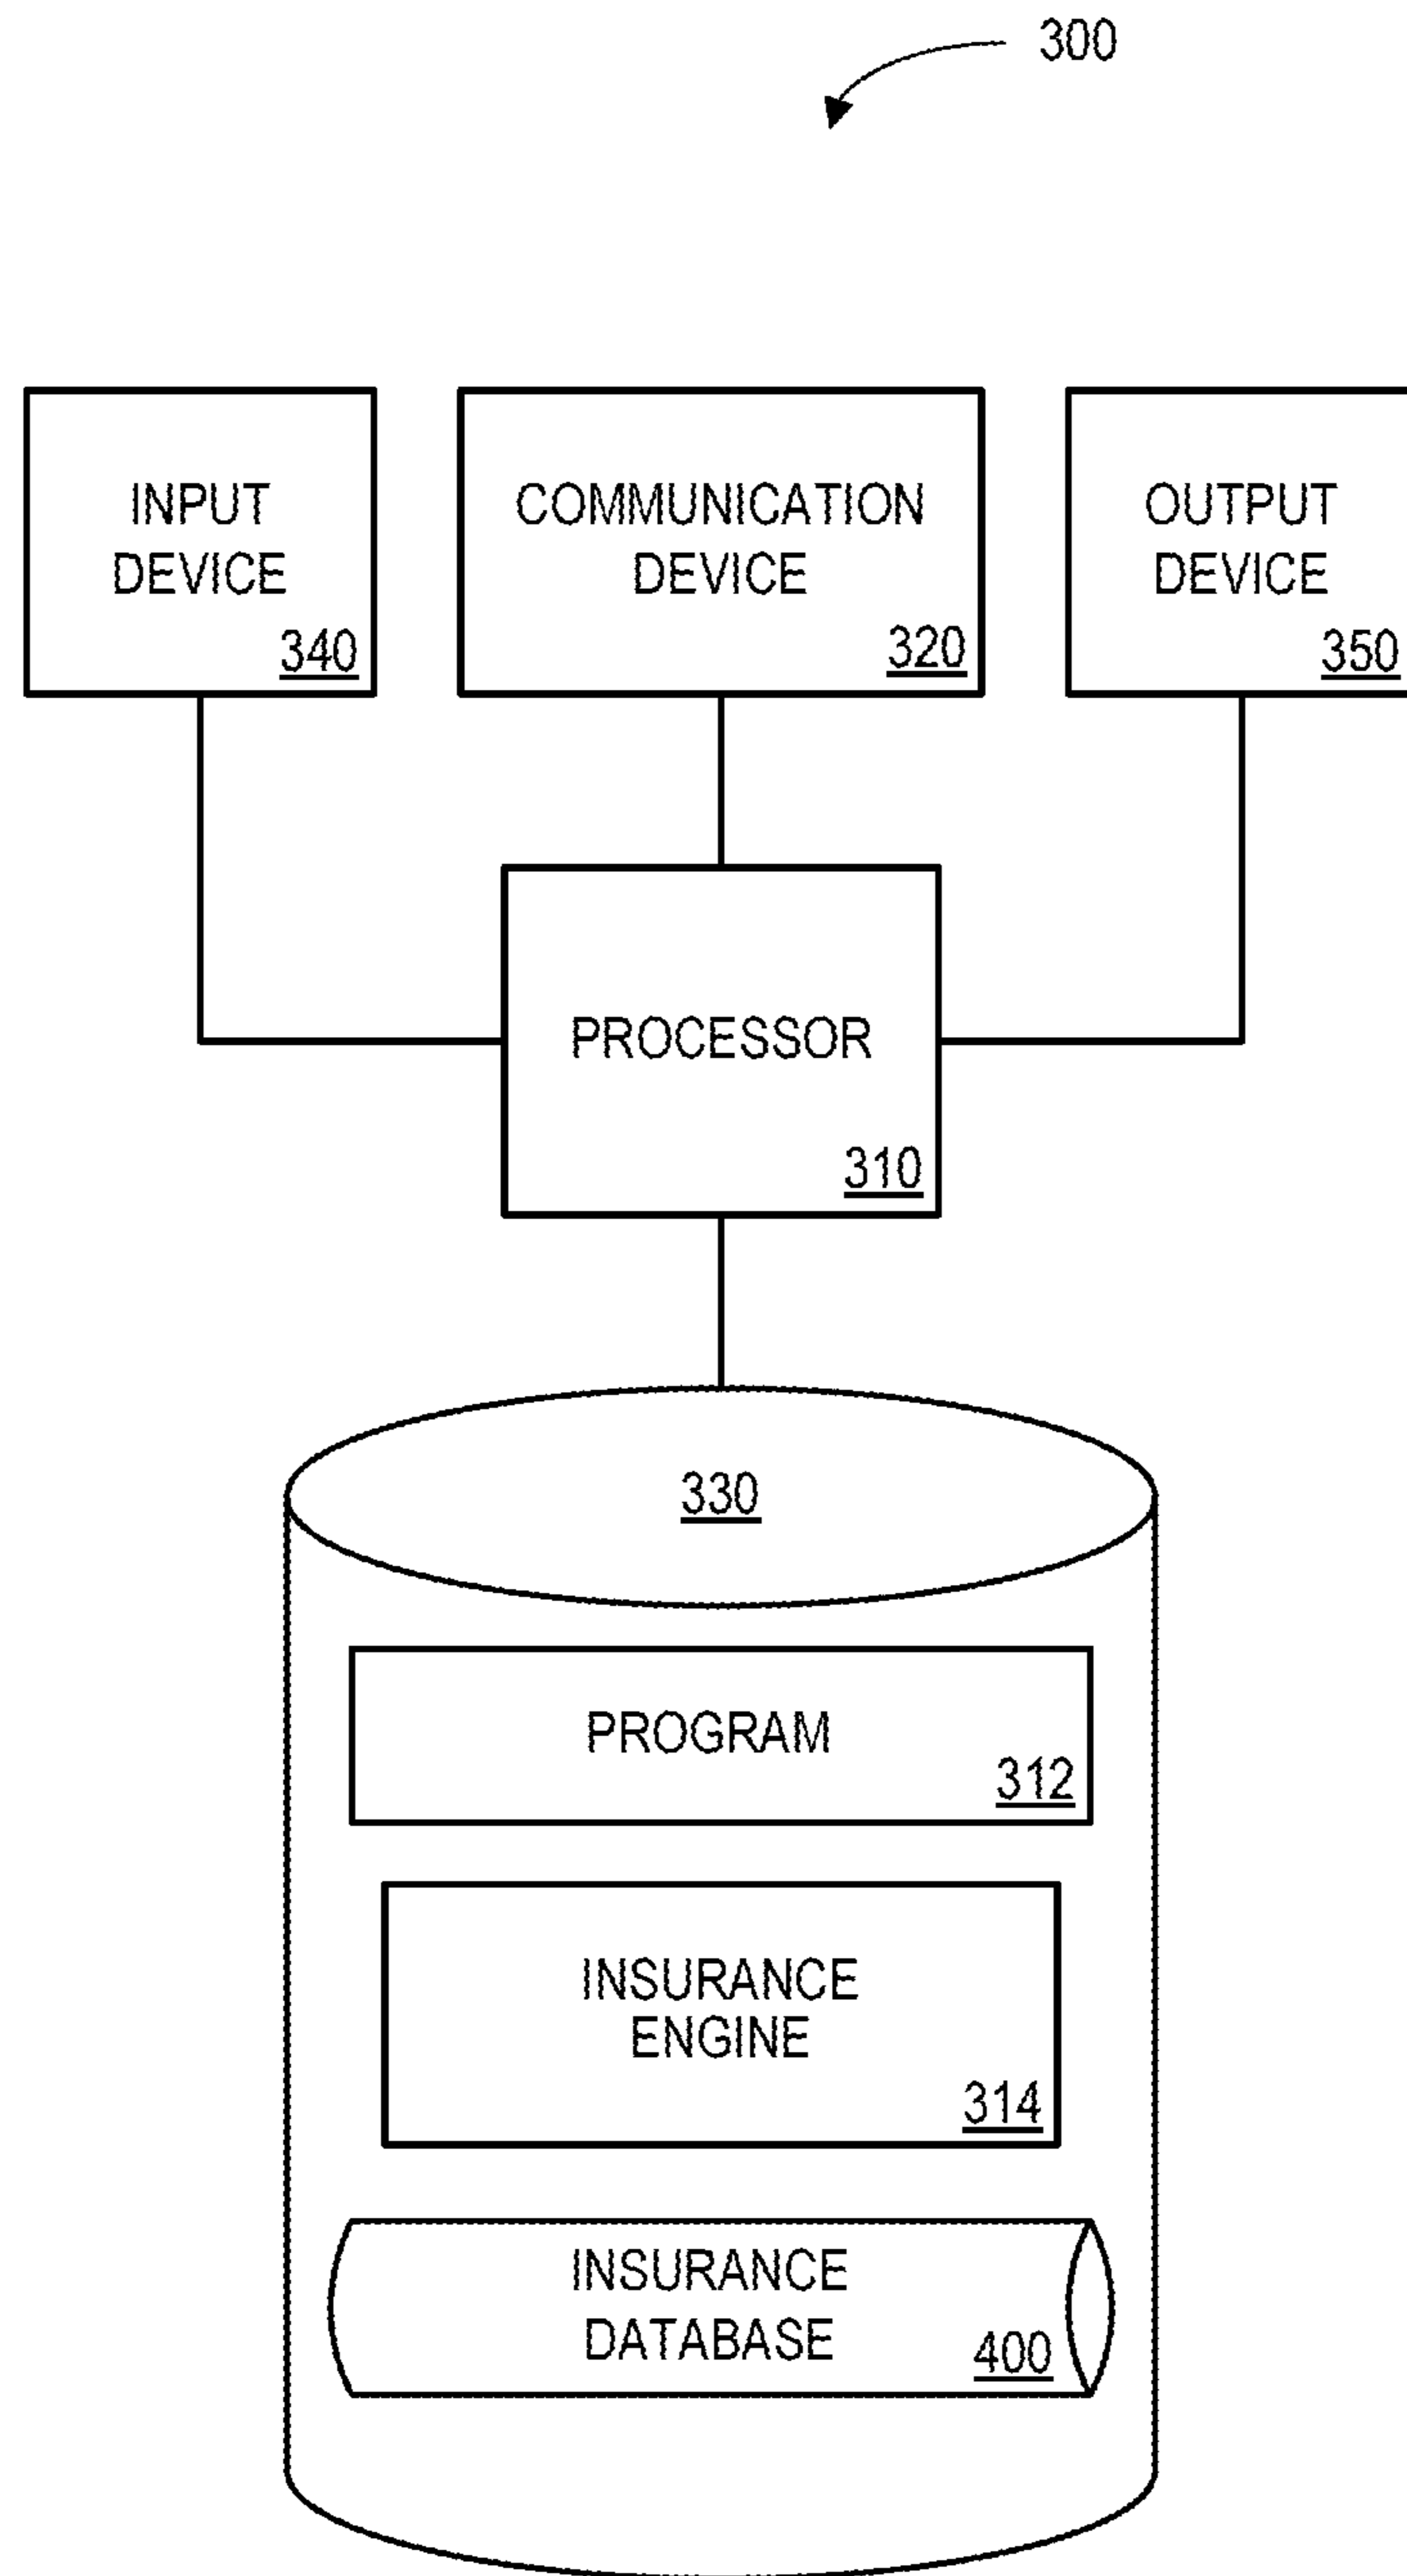 300
INPUT
DEVICE
340
COMMUNICATION
DEVICE
320
OUTPUT
DEVICE
350
PROCESSOR
310
330
PROGRAM
312
INSURANCE
ENGINE
314
INSURANCE
DATABASE
400